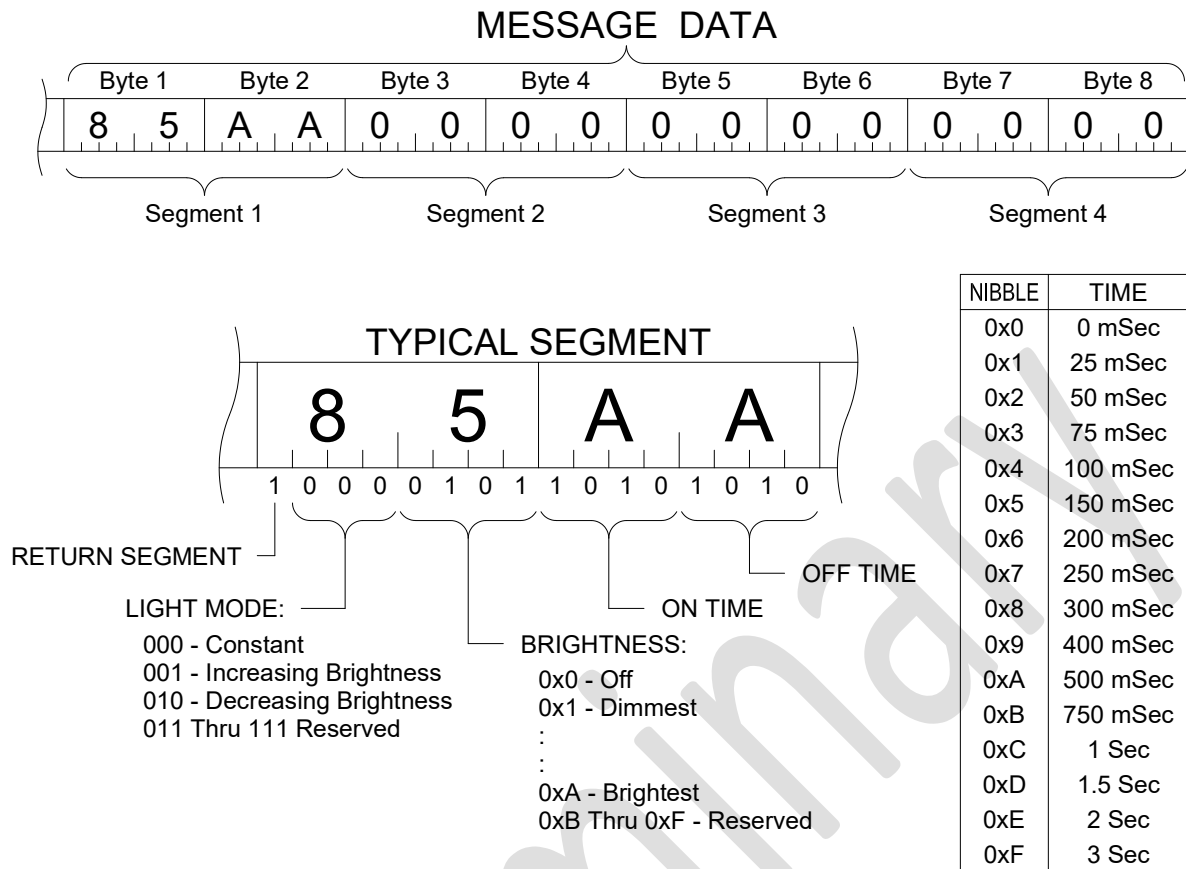 MESSAGE DATA
Byte 1 Byte 2 Byte 3 Byte 4 Byte 5 Byte 6 Byte 7 Byte 8
8 5 A A 0 0 0 0 0 0 0 0 0 0 0 0
Segment 1 Segment 2 Segment 3 Segment 4
TYPICAL SEGMENT
8 5 A A
1 0 0 0 0 1 0 1 1 0 1 0 1 0 1 0
RETURN SEGMENT
OFF TIME
LIGHT MODE:
000 - Constant
001 - Increasing Brightness
010 - Decreasing Brightness
011 Thru 111 Reserved
ON TIME
BRIGHTNESS:
0x0 - Off
0x1 - Dimmest
:
:
0xA - Brightest
0xB Thru 0xF - Reserved
NIBBLE TIME
0x0 0 mSec
0x1 25 mSec
0x2 50 mSec
0x3 75 mSec
0x4 100 mSec
0x5 150 mSec
0x6 200 mSec
0x7 250 mSec
0x8 300 mSec
0x9 400 mSec
0xA 500 mSec
0xB 750 mSec
0xC 1 Sec
0xD 1.5 Sec
0xE 2 Sec
0xF 3 Sec